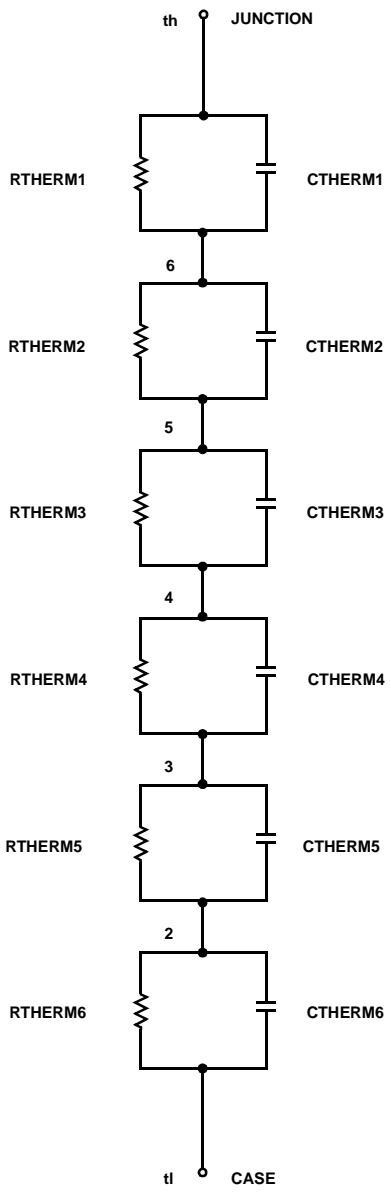 th JUNCTION
RTHERM1 CTHERM1
6
RTHERM2 CTHERM2
5
RTHERM3 CTHERM3
4
RTHERM4 CTHERM4
3
RTHERM5 CTHERM5
2
RTHERM6 CTHERM6
tl CASE